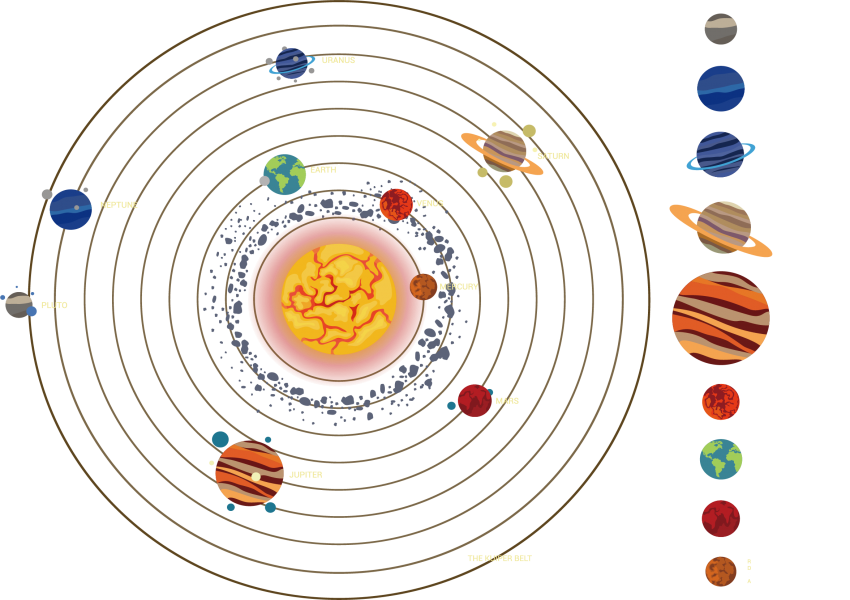 URANUS
SATURN
EARTH
VENUS
NEPTUNE
MERCURY
PLUTO
MARS
JUPITER
THE KUIPER BELT